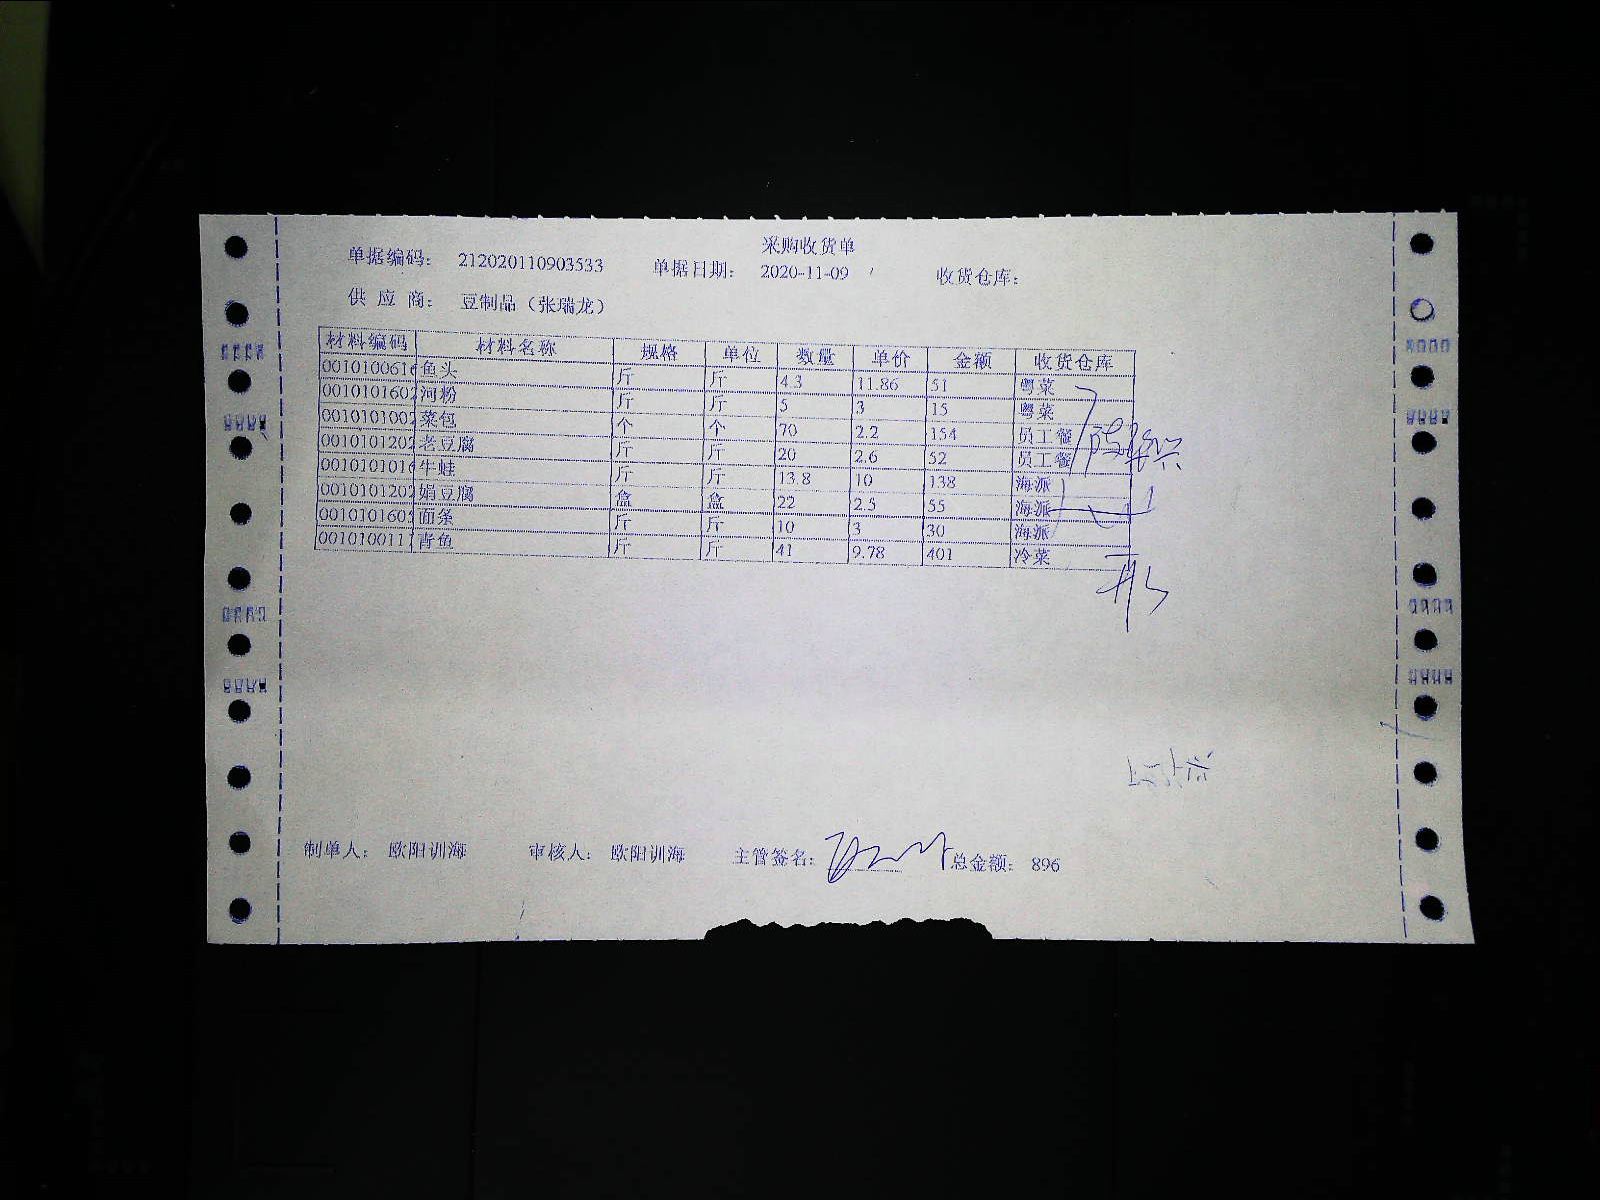 采购收货单
单据编码： 212020110903533 单据日期： 2020-11-09 收货仓库：
供 应 商： 豆制品（张瑞龙）
材料编码 材料名称 规格 单位 数量 单价 金额 收货仓库
001010061 鱼头 斤 斤 4.3 11.86 51 粤菜
001010160 河粉 斤 斤 5 3 15 粤菜
001010100 菜包 个 个 70 2.2 154 员工餐
001010120 老豆腐 斤 斤 20 2.6 52 员工餐
001010101 牛蛙 斤 斤 13.8 10 138 海派
001010120 娟豆腐 盒 盒 22 2.5 55 海派
001010160 面条 斤 斤 10 3 30 海派
001010011 青鱼 斤 斤 41 9.78 401 冷菜
制单人： 欧阳训海 审核人： 欧阳训海 主管签名： 总金额： 896